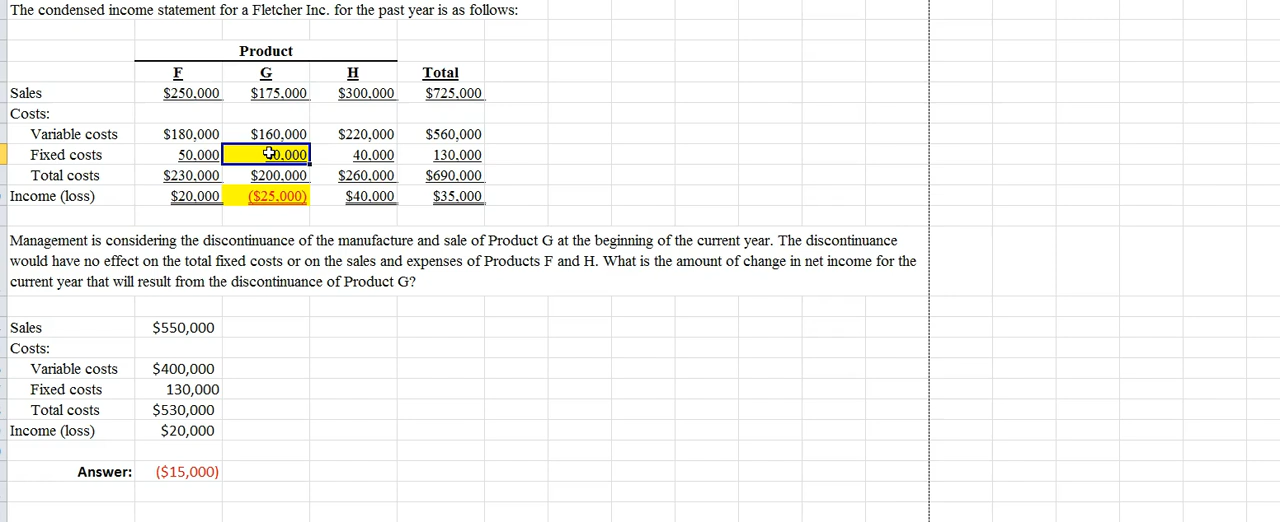 The condensed income statement for a Fletcher Inc. for the past year is as follows:
Product
F G H Total
Sales $250,000 $175,000 $300,000 $725,000
Costs:
Variable costs $180,000 $160,000 $220,000 $560,000
Fixed costs 50,000 40,000 130,000
Total costs $230,000 $200,000 $260,000 $690,000
Income (loss) $20,000 ($25,000) $40,000 $35,000
Management is considering the discontinuance of the manufacture and sale of Product G at the beginning of the current year. The discontinuance
would have no effect on the total fixed costs or on the sales and expenses of Products F and H. What is the amount of change in net income for the
current year that will result from the discontinuance of Product G?
Sales $550,000
Costs:
Variable costs $400,000
Fixed costs 130,000
Total costs $530,000
Income (loss) $20,000
Answer: ($15,000)